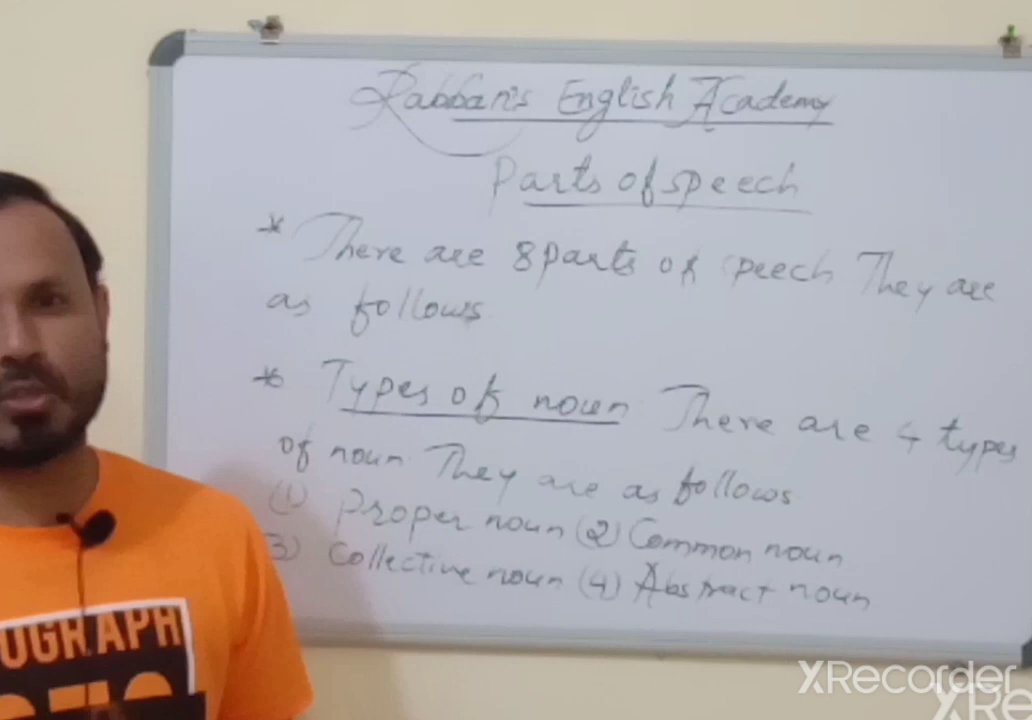 Rabbani's English Academy
Parts of speech
* There are 8 parts of speech They are
as follows
* Types of noun There are 4 types
of noun They are as follows
(1) Proper noun (2) Common noun
3) Collective noun (4) Abstract noun
OGRAPH
XRecorder
XRe